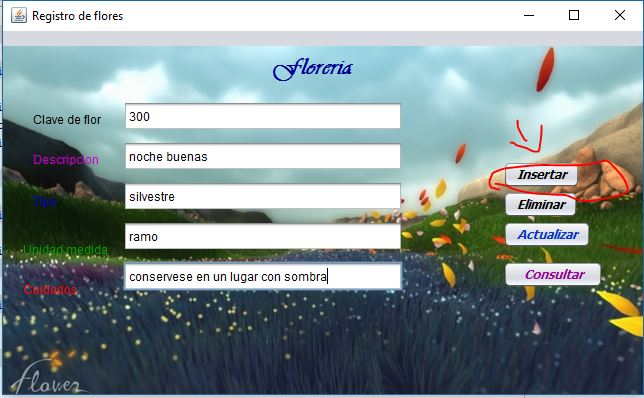 Registro de flores
Floreria
Clave de flor 300
Descripcion noche buenas
Insertar
Tipo silvestre
Eliminar
Unidad medida ramo
Actualizar
Cuidados conservese en un lugar con sombra
Consultar
Flower